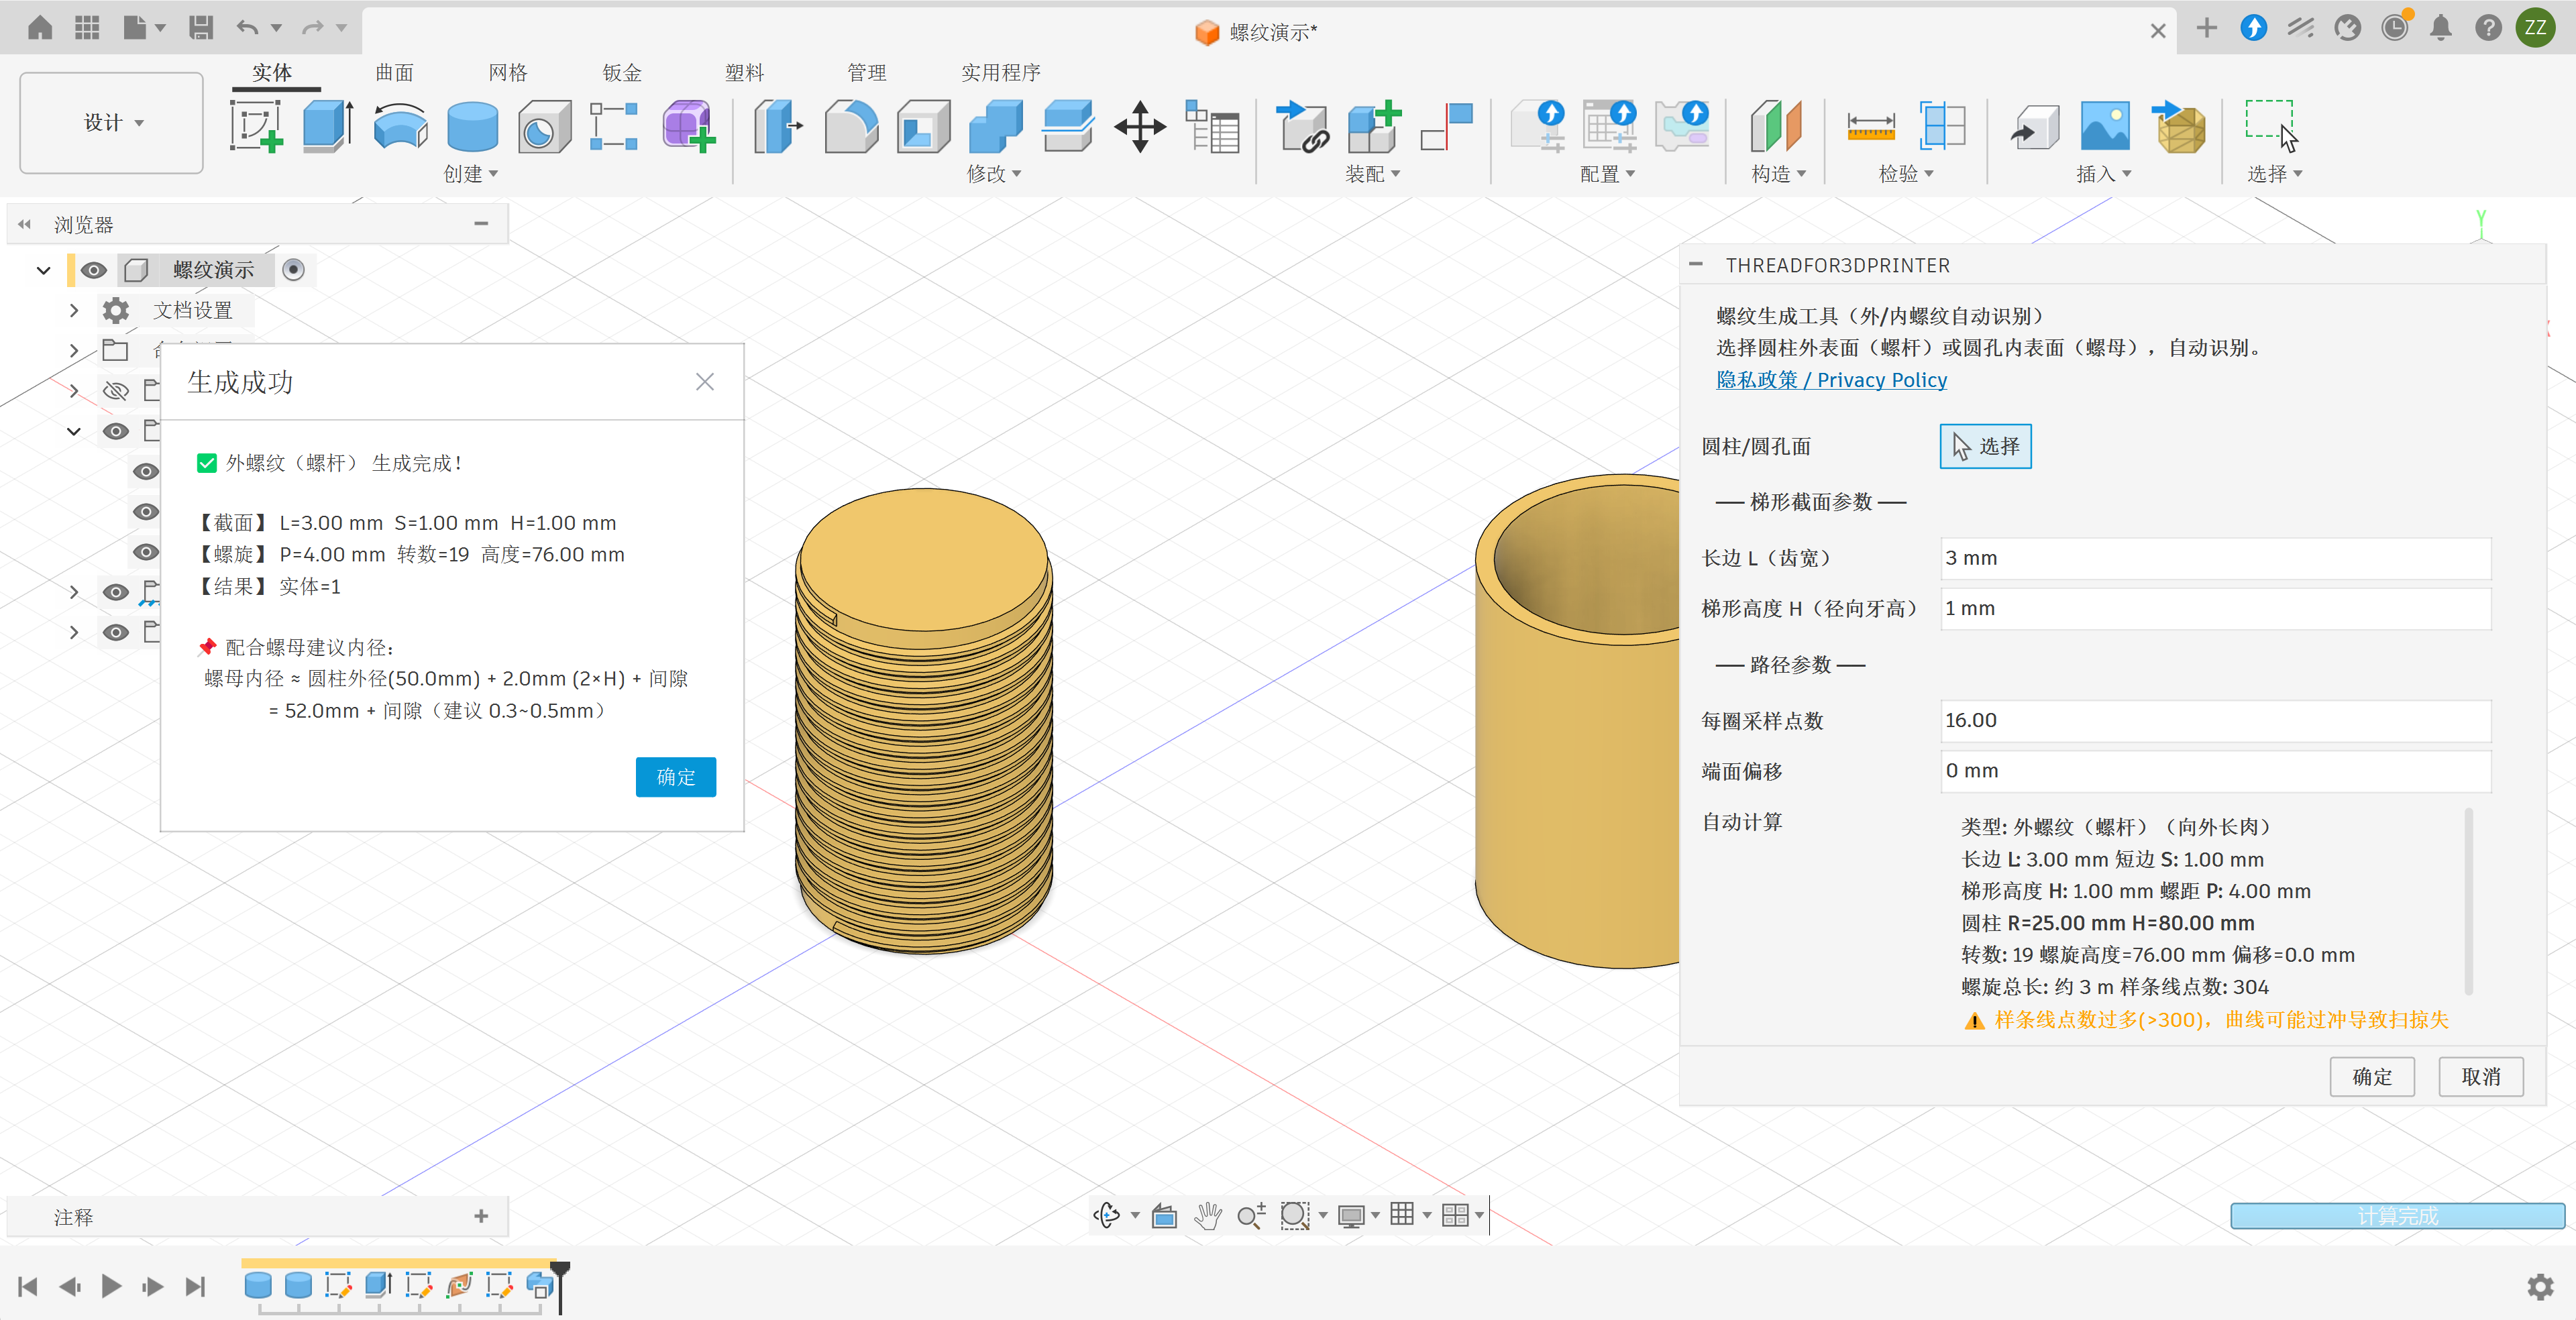 螺纹演示*
ZZ
设计
实体 曲面 网格 钣金 塑料 管理 实用程序
创建 修改 装配 配置 构造 检验 插入 选择
浏览器
螺纹演示
文档设置
生成成功
外螺纹（螺杆） 生成完成！
【截面】 L=3.00 mm S=1.00 mm H=1.00 mm
【螺旋】 P=4.00 mm 转数=19 高度=76.00 mm
【结果】 实体=1
配合螺母建议内径：
螺母内径 ≈ 圆柱外径(50.0mm) + 2.0mm (2×H) + 间隙
= 52.0mm + 间隙（建议 0.3~0.5mm）
确定
Y
THREADFOR3DPRINTER
螺纹生成工具（外/内螺纹自动识别）
选择圆柱外表面（螺杆）或圆孔内表面（螺母），自动识别。
隐私政策 / Privacy Policy
圆柱/圆孔面 选择
── 梯形截面参数 ──
长边 L（齿宽） 3 mm
梯形高度 H（径向牙高） 1 mm
── 路径参数 ──
每圈采样点数 16.00
端面偏移 0 mm
自动计算
类型: 外螺纹（螺杆）（向外长肉）
长边 L: 3.00 mm 短边 S: 1.00 mm
梯形高度 H: 1.00 mm 螺距 P: 4.00 mm
圆柱 R=25.00 mm H=80.00 mm
转数: 19 螺旋高度=76.00 mm 偏移=0.0 mm
螺旋总长: 约 3 m 样条线点数: 304
样条线点数过多(>300)，曲线可能过冲导致扫掠失
确定 取消
注释
计算完成